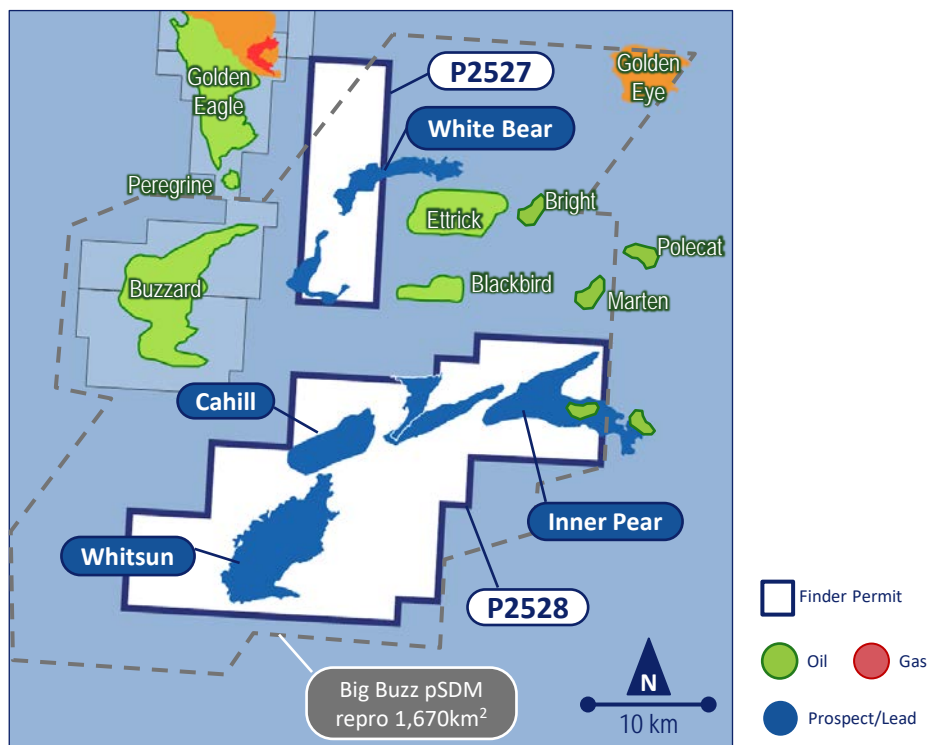 Golden
Eagle
P2527
Golden
Eye
White Bear
Peregrine
Ettrick
Bright
Polecat
Buzzard
Blackbird
Marten
Cahill
Inner Pear
Whitsun
P2528
Big Buzz pSDM
repro 1,670km²
N
10 km
Finder Permit
Oil
Gas
Prospect/Lead